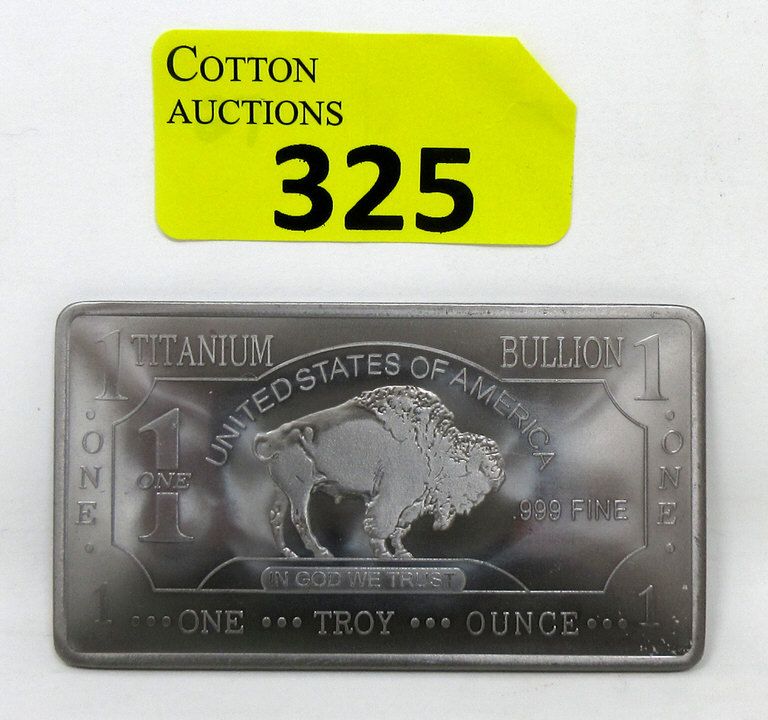 COTTON
AUCTIONS
325
1 TITANIUM BULLION 1
UNITED STATES OF AMERICA
1
ONE
· ONE ·
· ONE ·
.999 FINE
IN GOD WE TRUST
1 ••• ONE ••• TROY ••• OUNCE ••• 1